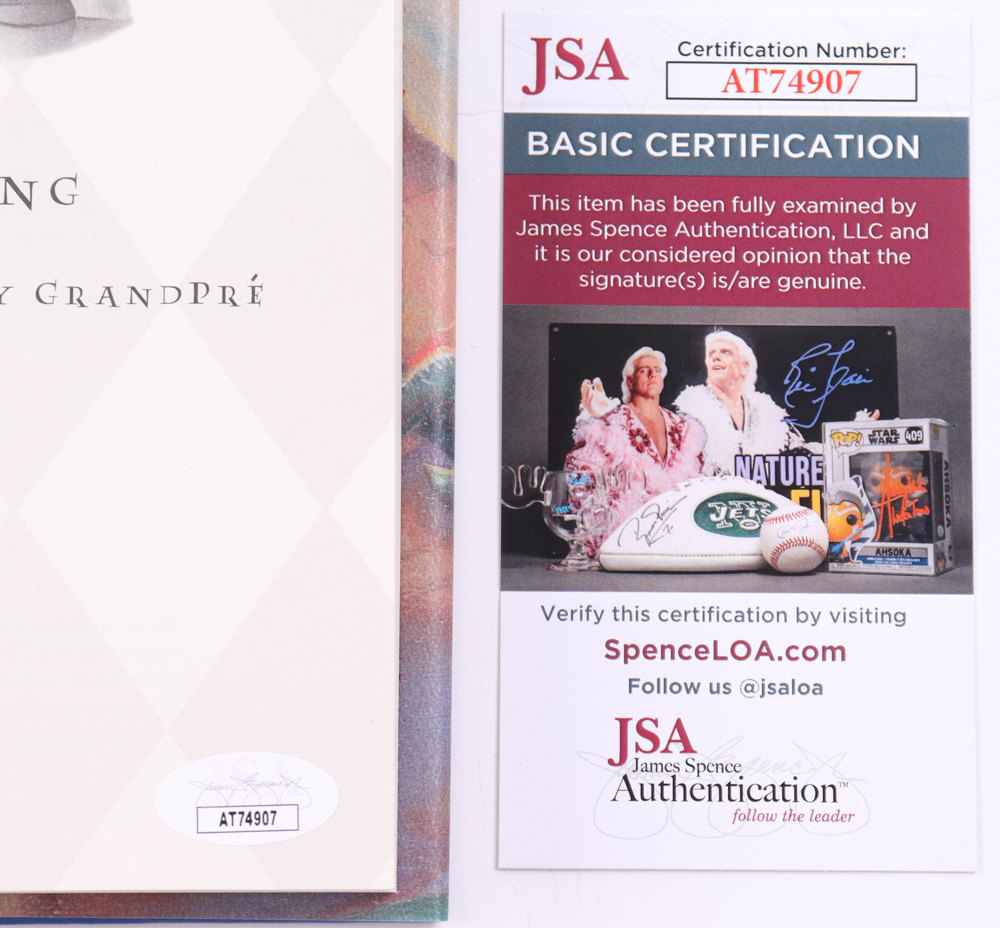 NG
Y GRANDPRÉ
AT74907
JSA
Certification Number:
AT74907
BASIC CERTIFICATION
This item has been fully examined by
James Spence Authentication, LLC and
it is our considered opinion that the
signature(s) is/are genuine.
NATURE
JETS
POP!
STAR
WARS
409
AHSOKA
AHSOKA
Verify this certification by visiting
SpenceLOA.com
Follow us @jsaloa
JSA
James Spence
Authentication™
follow the leader